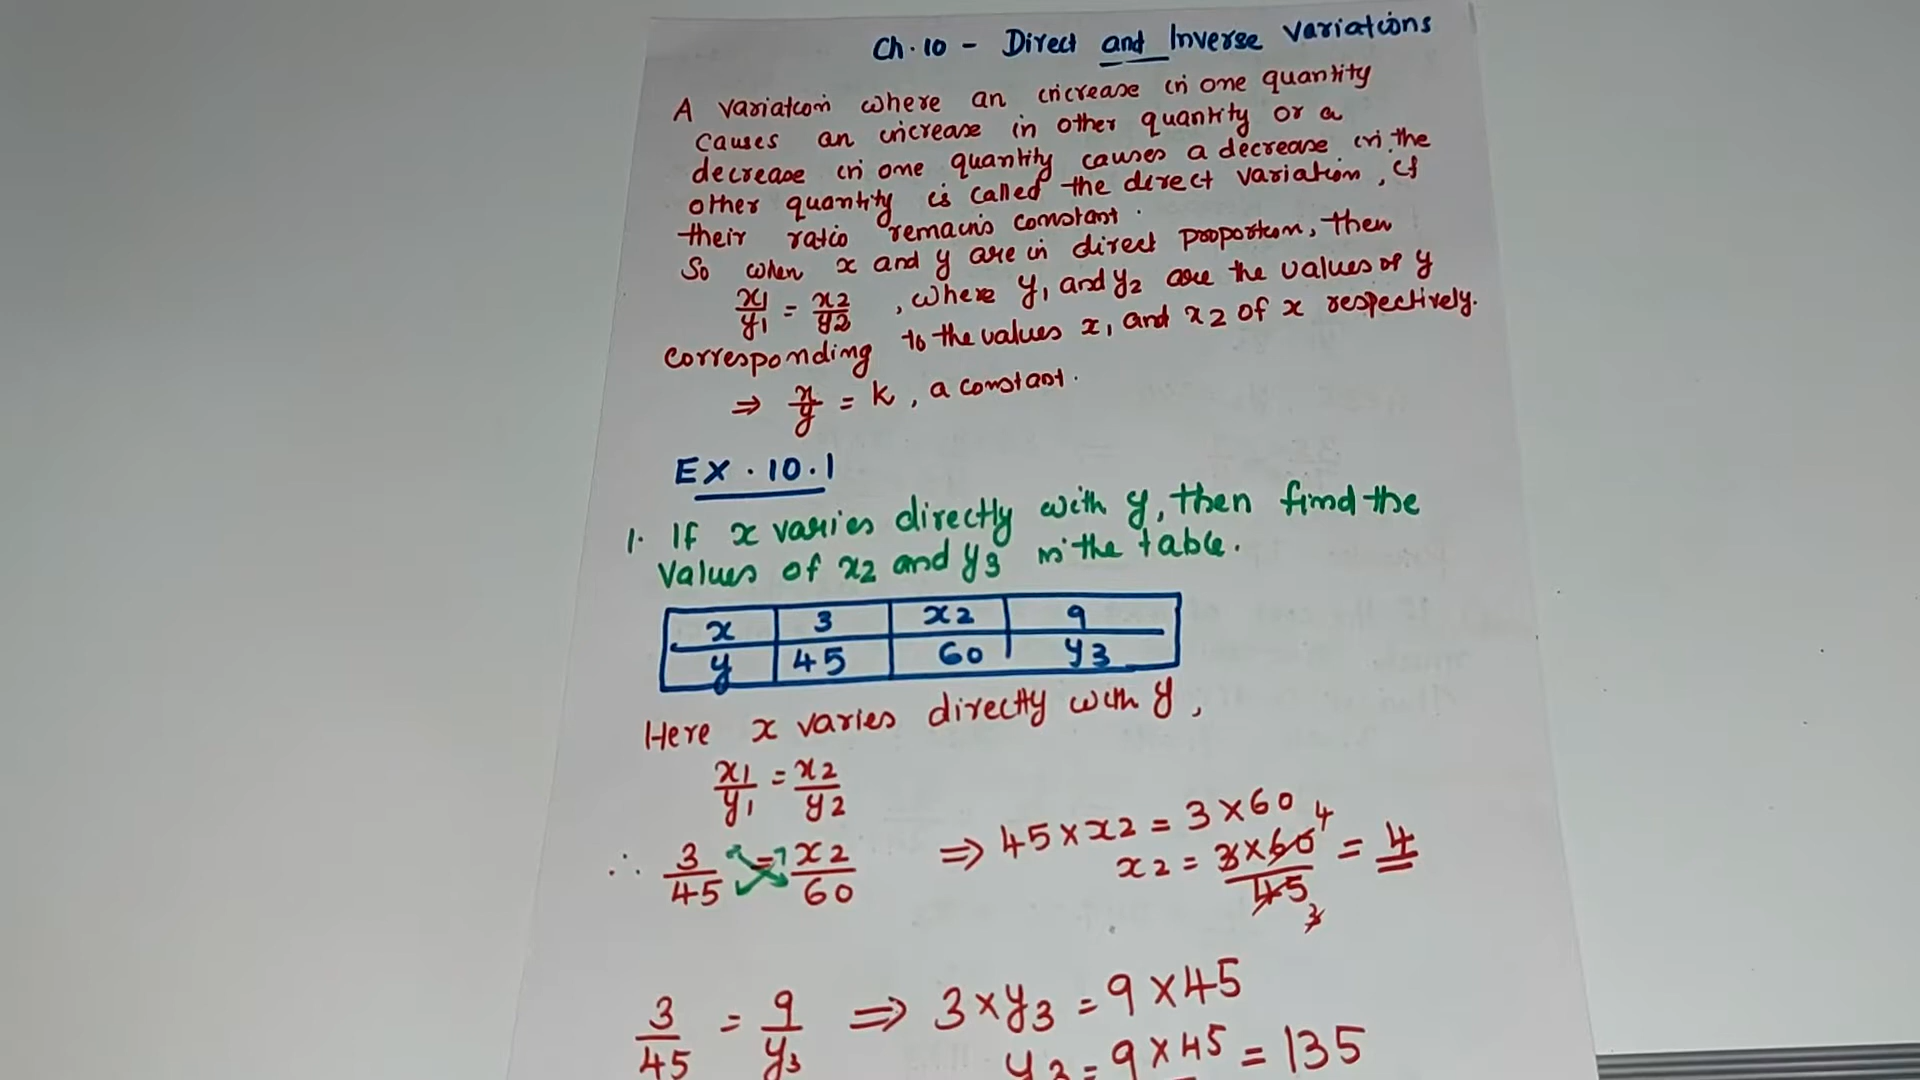 Ch. 10 - Direct and Inverse Variations
A variation where an increase in one quantity
causes an increase in other quantity or a
decrease in one quantity causes a decrease in the
other quantity is called the direct variation, if
their ratio remains constant.
So when x and y are in direct proportion, then
x1/y1 = x2/y2, where y1 and y2 are the values of y
corresponding to the values x1 and x2 of x respectively.
⇒ x/y = k, a constant.
EX. 10.1
1. If x varies directly with y, then find the
values of x2 and y3 in the table.
x 3 x2 9
y 45 60 y3
Here x varies directly with y,
x1/y1 = x2/y2
∴ 3/45 = x2/60 ⇒ 45 × x2 = 3 × 60
x2 = 3 × 60 4 / 45 3 = 4
3/45 = 9/y3 ⇒ 3 × y3 = 9 × 45
y3 = 9 × 45 = 135